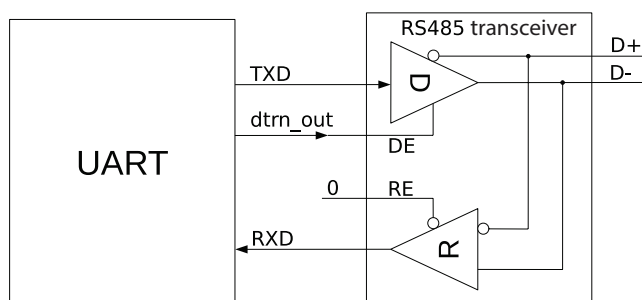 RS485 transceiver
D+
D-
TXD
D
dtrn_out
DE
UART
0
RE
RXD
R